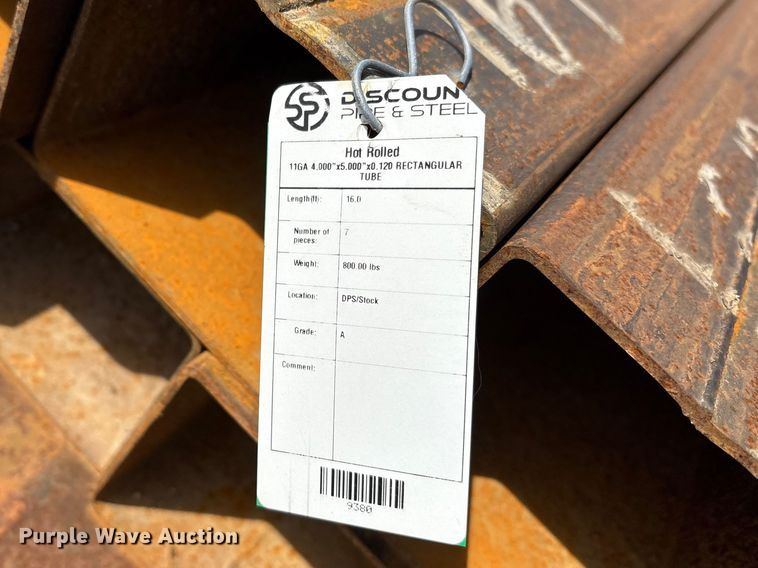 DISCOUN
PIPE & STEEL
Hot Rolled
11GA 4.000"x5.000"x0.120 RECTANGULAR
TUBE
Length(ft): 16.0
Number of pieces: 7
Weight: 800.00 lbs
Location: DPS/Stock
Grade: A
Comment:
9380
Purple Wave Auction